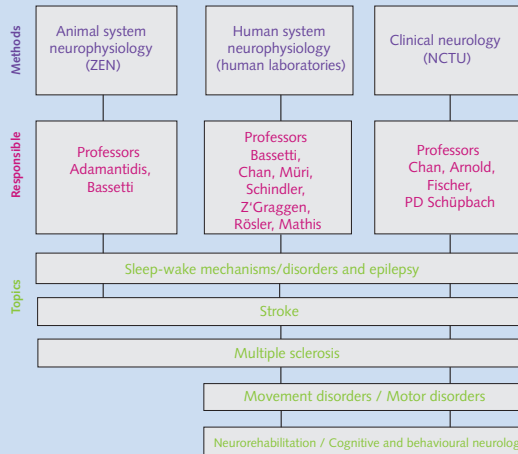 Methods
Animal system
neurophysiology
(ZEN)
Human system
neurophysiology
(human laboratories)
Clinical neurology
(NCTU)
Responsible
Professors
Adamantidis,
Bassetti
Professors
Bassetti,
Chan, Müri,
Schindler,
Z'Graggen,
Rösler, Mathis
Professors
Chan, Arnold,
Fischer,
PD Schüpbach
Topics
Sleep-wake mechanisms/disorders and epilepsy
Stroke
Multiple sclerosis
Movement disorders / Motor disorders
Neurorehabilitation / Cognitive and behavioural neurolog